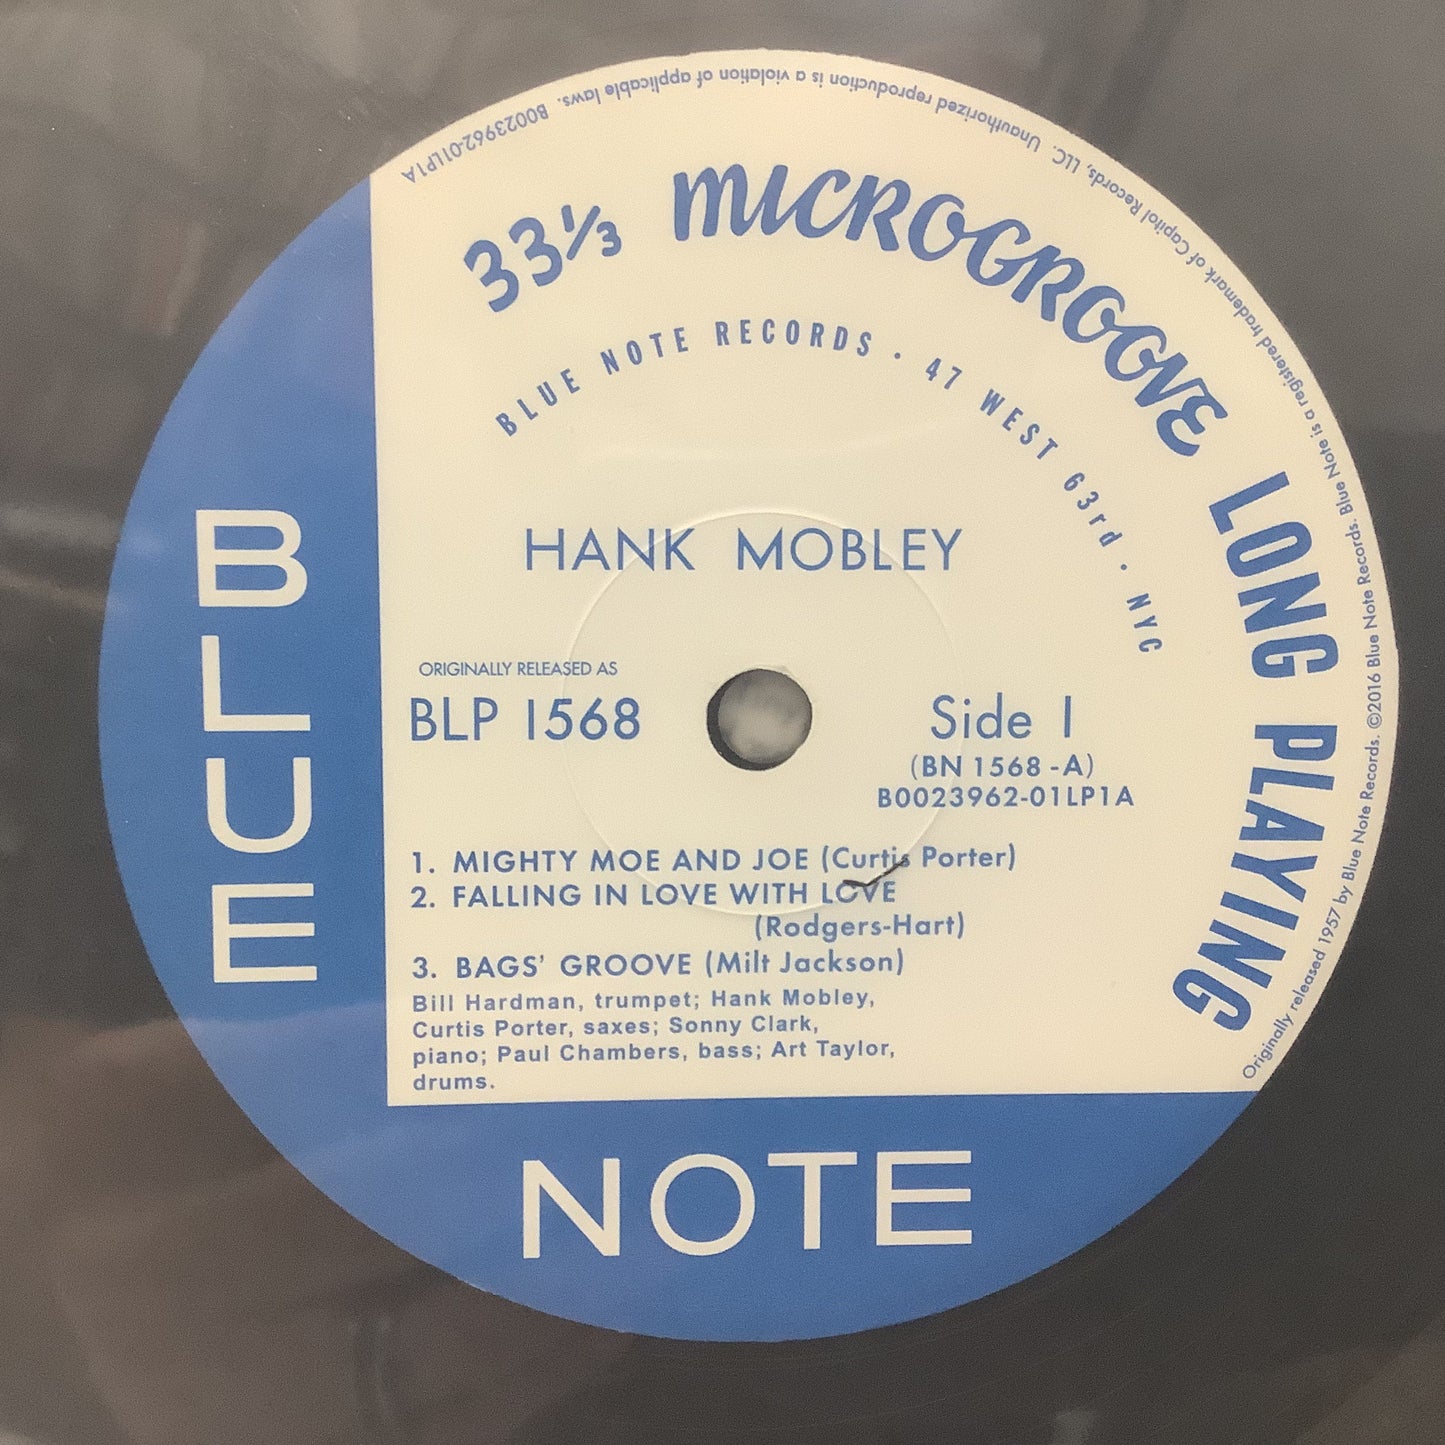 33⅓ MICROGROOVE LONG PLAYING
BLUE NOTE RECORDS · 47 WEST 63rd · NYC
HANK MOBLEY
ORIGINALLY RELEASED AS
BLP 1568
Side 1
(BN 1568 -A)
B0023962-01LP1A
1. MIGHTY MOE AND JOE (Curtis Porter)
2. FALLING IN LOVE WITH LOVE
(Rodgers-Hart)
3. BAGS' GROOVE (Milt Jackson)
Bill Hardman, trumpet; Hank Mobley,
Curtis Porter, saxes; Sonny Clark,
piano; Paul Chambers, bass; Art Taylor,
drums.
BLUE
NOTE
Originally released 1957 by Blue Note Records. ©2016 Blue Note Records. Blue Note is a registered trademark of Capitol Records, LLC. Unauthorized reproduction is a violation of applicable laws. B0023962-01LP1A